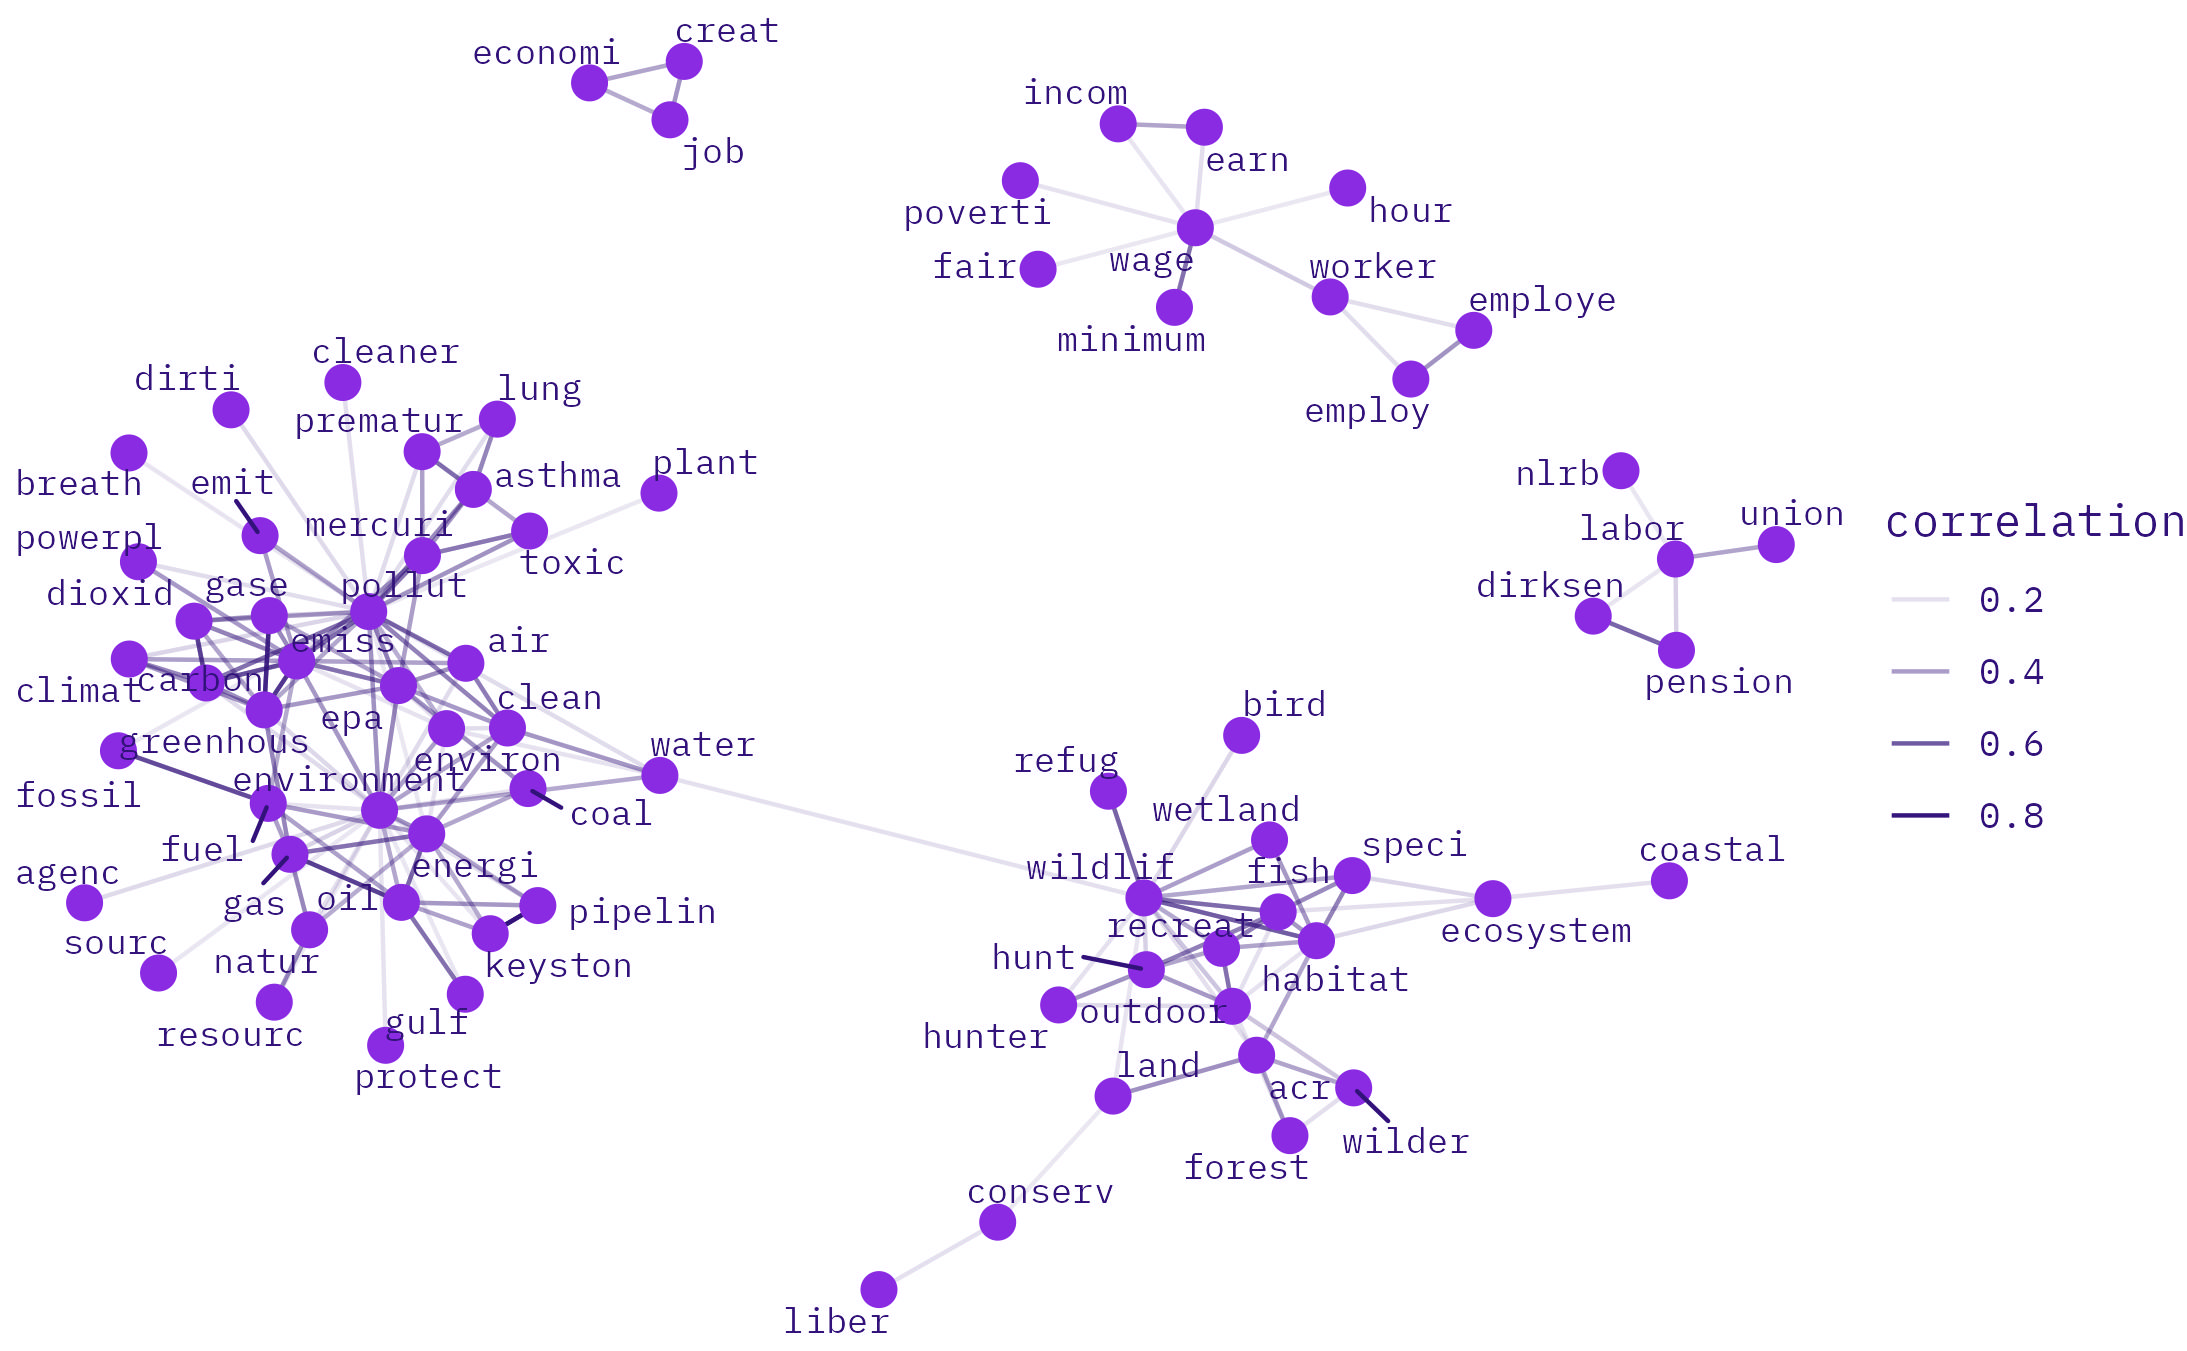 creat
economi
job
incom
earn
poverti
hour
fair
wage
worker
employe
minimum
employ
cleaner
dirti
lung
prematur
plant
asthma
breath
emit
nlrb
union
mercuri
labor
correlation
powerpl
toxic
dioxid
gase
pollut
dirksen
0.2
emiss
air
climat
carbon
pension
0.4
clean
epa
bird
greenhous
water
0.6
environ
refug
environment
fossil
coal
wetland
0.8
fuel
speci
coastal
agenc
energi
wildlif
fish
gas
oil
pipelin
recreat
ecosystem
sourc
natur
keyston
hunt
habitat
resourc
gulf
outdoor
hunter
protect
land
acr
wilder
forest
conserv
liber